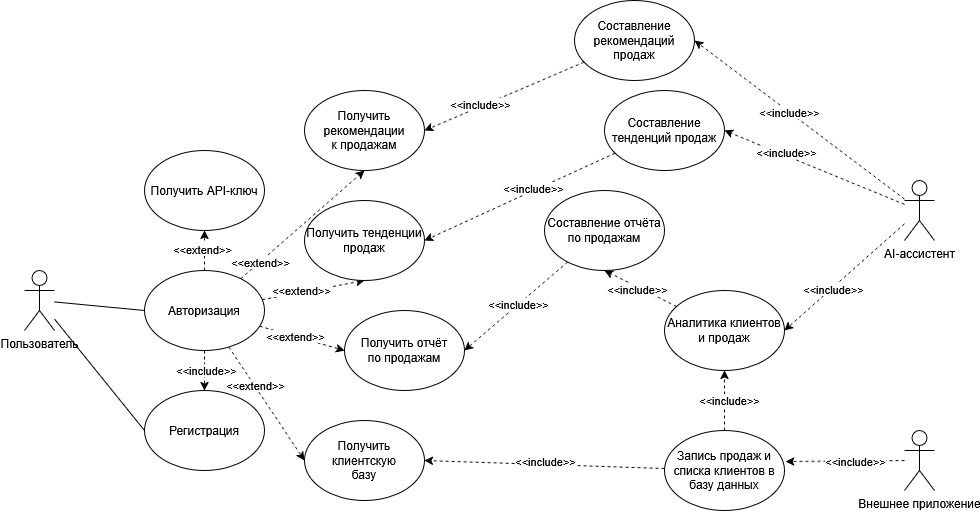 Составление
рекомендаций
продаж
<<include>>
<<include>>
Получить
рекомендации
к продажам
Составление
тенденций продаж
<<include>>
Получить API-ключ
<<include>>
Получить тенденции
продаж
Составление отчёта
по продажам
AI-ассистент
<<extend>>
<<extend>>
<<extend>>
<<include>>
<<include>>
<<include>>
Авторизация
Пользователь
<<extend>>
Получить отчёт
по продажам
Аналитика клиентов
и продаж
<<include>>
<<extend>>
<<include>>
Регистрация
Получить
клиентскую
базу
<<include>>
Запись продаж и
списка клиентов в
базу данных
<<include>>
Внешнее приложение